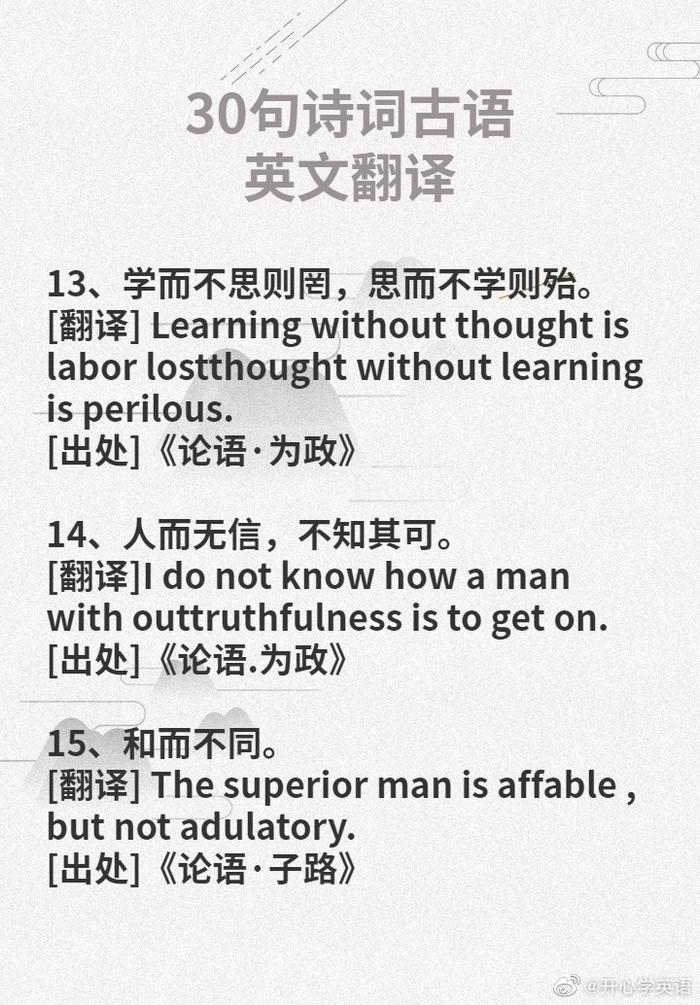 30句诗词古语
英文翻译
13、学而不思则罔，思而不学则殆。
[翻译] Learning without thought is
labor lostthought without learning
is perilous.
[出处]《论语·为政》
14、人而无信，不知其可。
[翻译]I do not know how a man
with outtruthfulness is to get on.
[出处]《论语.为政》
15、和而不同。
[翻译] The superior man is affable ,
but not adulatory.
[出处]《论语·子路》
@开心学英语